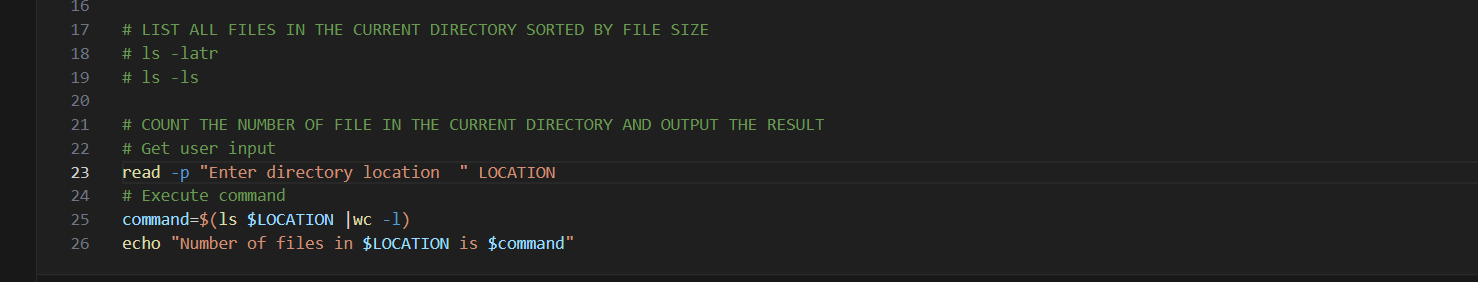 16
17 # LIST ALL FILES IN THE CURRENT DIRECTORY SORTED BY FILE SIZE
18 # ls -latr
19 # ls -ls
20
21 # COUNT THE NUMBER OF FILE IN THE CURRENT DIRECTORY AND OUTPUT THE RESULT
22 # Get user input
23 read -p "Enter directory location  " LOCATION
24 # Execute command
25 command=$(ls $LOCATION |wc -l)
26 echo "Number of files in $LOCATION is $command"